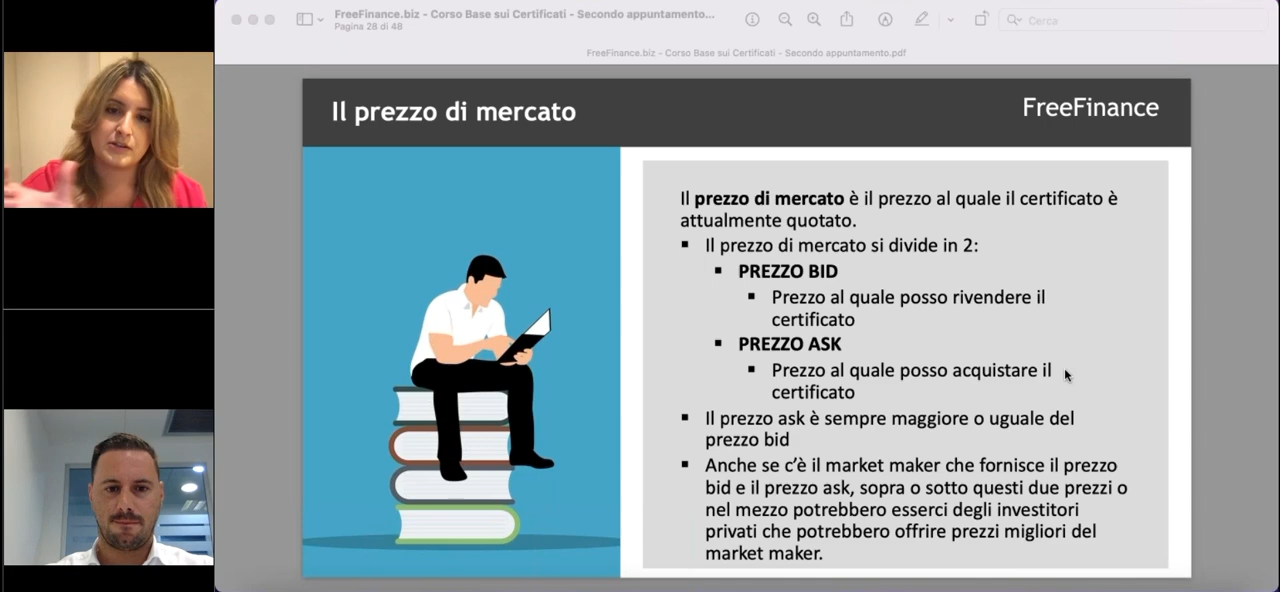 FreeFinance.biz - Corso Base sui Certificati - Secondo appuntamento...
Pagina 28 di 48
Cerca
FreeFinance.biz - Corso Base sui Certificati - Secondo appuntamento.pdf
Il prezzo di mercato
FreeFinance
Il prezzo di mercato è il prezzo al quale il certificato è
attualmente quotato.
▪ Il prezzo di mercato si divide in 2:
▪ PREZZO BID
▪ Prezzo al quale posso rivendere il
certificato
▪ PREZZO ASK
▪ Prezzo al quale posso acquistare il
certificato
▪ Il prezzo ask è sempre maggiore o uguale del
prezzo bid
▪ Anche se c’è il market maker che fornisce il prezzo
bid e il prezzo ask, sopra o sotto questi due prezzi o
nel mezzo potrebbero esserci degli investitori
privati che potrebbero offrire prezzi migliori del
market maker.